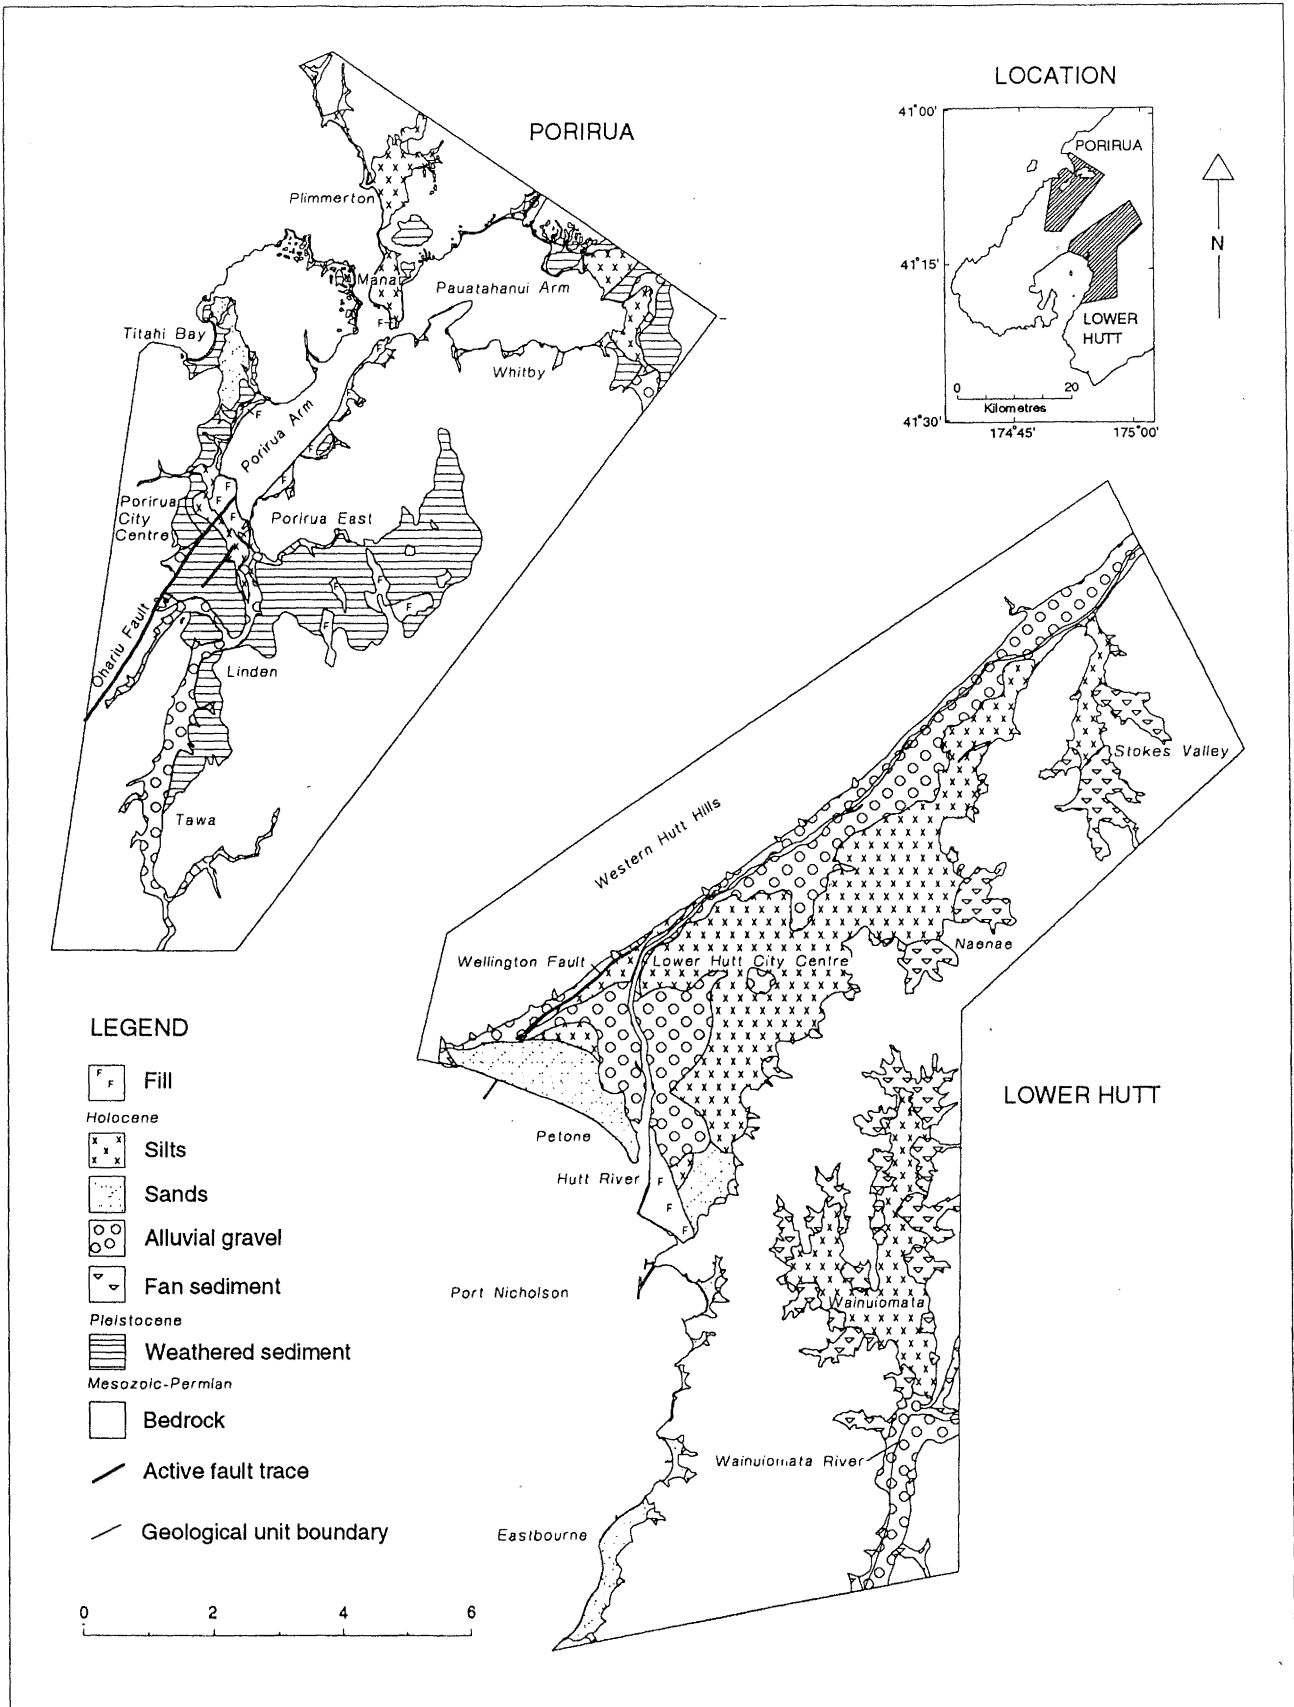 LOCATION
41°00'
PORIRUA
41°15'
LOWER
HUTT
0 20
Kilometres
41°30'
174°45' 175°00'
N
PORIRUA
Plimmerton
Mana
Pauatahanui Arm
Titahi Bay
Whitby
F
F
F
F
Porirua Arm
F
F
F
F
F
Porirua
City
Centre
Porirua East
F
F
F
F
Ohariu Fault
Linden
Tawa
Stokes Valley
Western Hutt Hills
Naenae
Wellington Fault
Lower Hutt City Centre
LOWER HUTT
Petone
Hutt River
F
F
F
Port Nicholson
Wainuiomata
Wainuiomata River
Eastbourne
LEGEND
F F Fill
Holocene
Silts
Sands
Alluvial gravel
Fan sediment
Pleistocene
Weathered sediment
Mesozoic-Permian
Bedrock
Active fault trace
Geological unit boundary
0 2 4 6